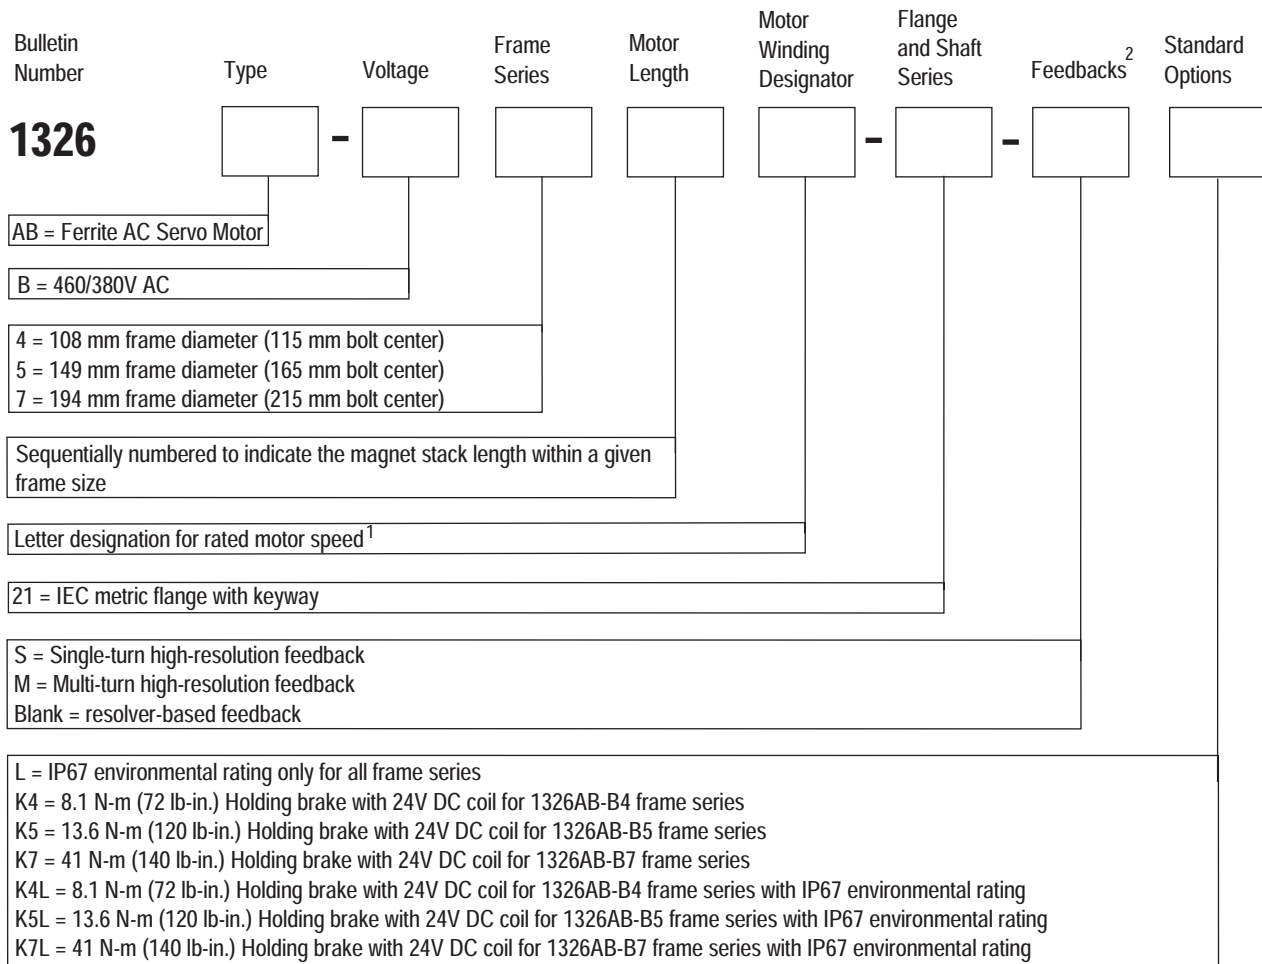 Bulletin Number
Type
Voltage
Frame Series
Motor Length
Motor Winding Designator
Flange and Shaft Series
Feedbacks2
Standard Options
1326 - - -
AB = Ferrite AC Servo Motor
B = 460/380V AC
4 = 108 mm frame diameter (115 mm bolt center)
5 = 149 mm frame diameter (165 mm bolt center)
7 = 194 mm frame diameter (215 mm bolt center)
Sequentially numbered to indicate the magnet stack length within a given
frame size
Letter designation for rated motor speed1
21 = IEC metric flange with keyway
S = Single-turn high-resolution feedback
M = Multi-turn high-resolution feedback
Blank = resolver-based feedback
L = IP67 environmental rating only for all frame series
K4 = 8.1 N-m (72 lb-in.) Holding brake with 24V DC coil for 1326AB-B4 frame series
K5 = 13.6 N-m (120 lb-in.) Holding brake with 24V DC coil for 1326AB-B5 frame series
K7 = 41 N-m (140 lb-in.) Holding brake with 24V DC coil for 1326AB-B7 frame series
K4L = 8.1 N-m (72 lb-in.) Holding brake with 24V DC coil for 1326AB-B4 frame series with IP67 environmental rating
K5L = 13.6 N-m (120 lb-in.) Holding brake with 24V DC coil for 1326AB-B5 frame series with IP67 environmental rating
K7L = 41 N-m (140 lb-in.) Holding brake with 24V DC coil for 1326AB-B7 frame series with IP67 environmental rating